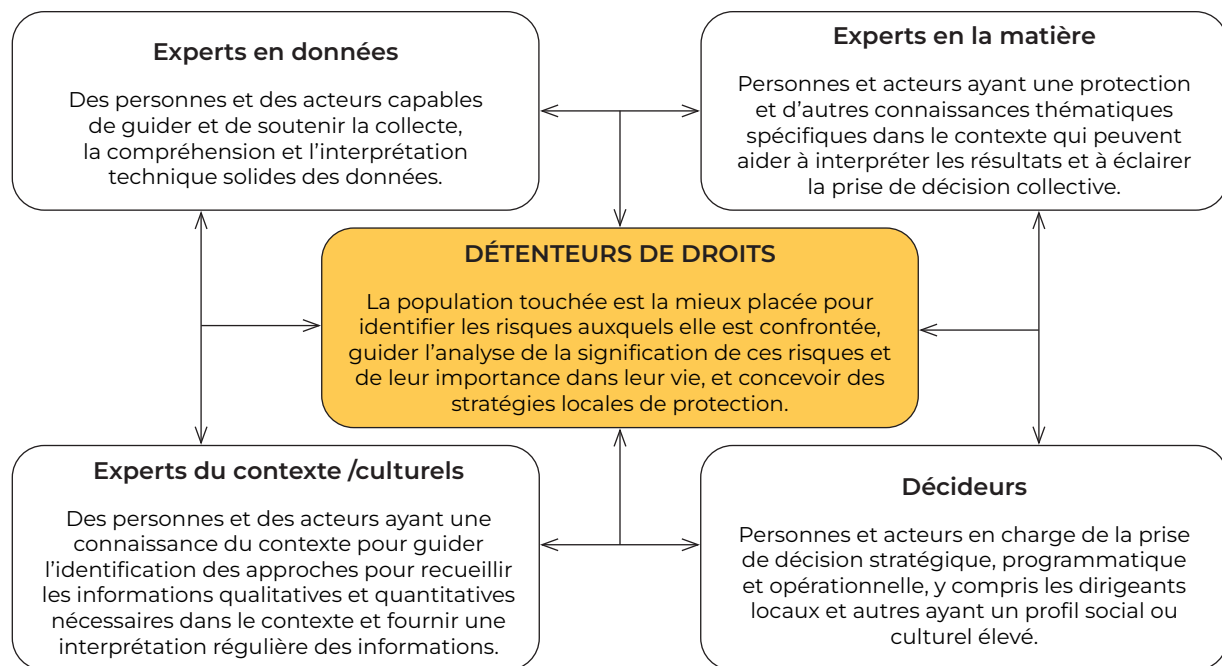 Experts en données
Des personnes et des acteurs capables
de guider et de soutenir la collecte,
la compréhension et l’interprétation
technique solides des données.
Experts en la matière
Personnes et acteurs ayant une protection
et d’autres connaissances thématiques
spécifiques dans le contexte qui peuvent
aider à interpréter les résultats et à éclairer
la prise de décision collective.
DÉTENTEURS DE DROITS
La population touchée est la mieux placée pour
identifier les risques auxquels elle est confrontée,
guider l’analyse de la signification de ces risques et
de leur importance dans leur vie, et concevoir des
stratégies locales de protection.
Experts du contexte /culturels
Des personnes et des acteurs ayant une
connaissance du contexte pour guider
l’identification des approches pour recueillir
les informations qualitatives et quantitatives
nécessaires dans le contexte et fournir une
interprétation régulière des informations.
Décideurs
Personnes et acteurs en charge de la prise
de décision stratégique, programmatique
et opérationnelle, y compris les dirigeants
locaux et autres ayant un profil social ou
culturel élevé.